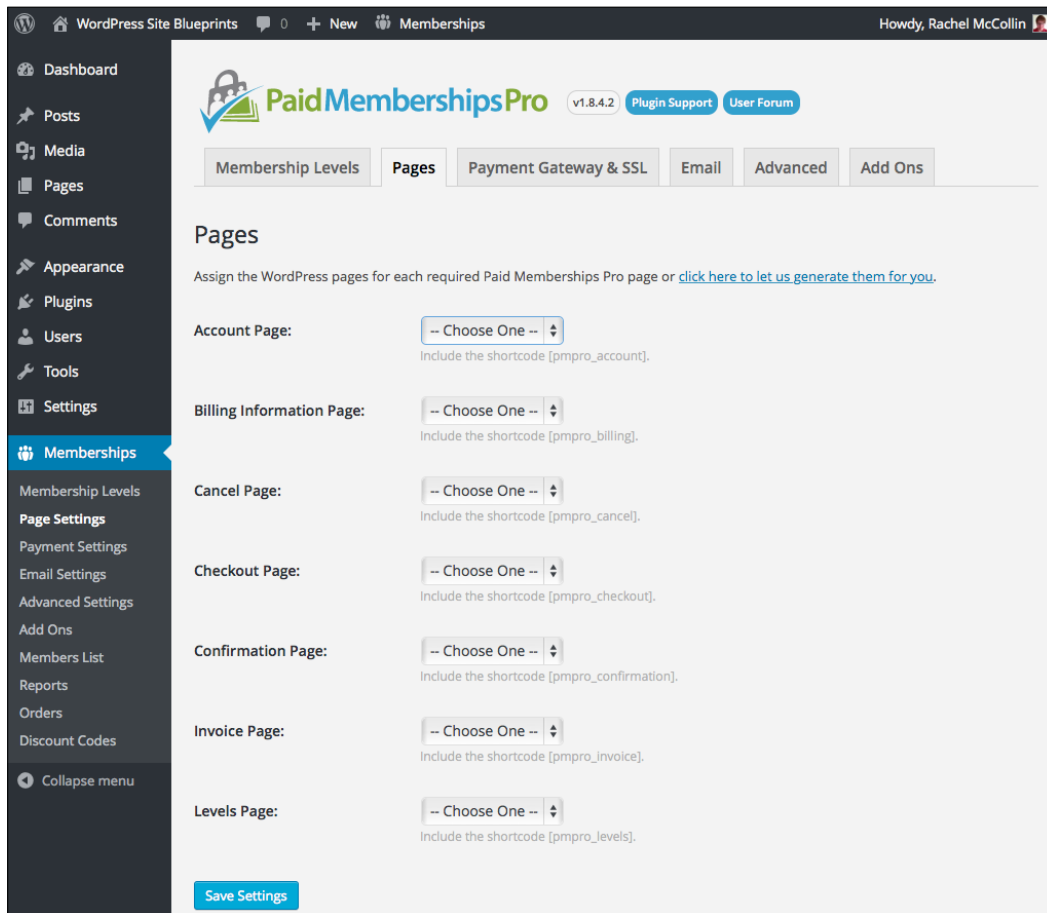 WordPress Site Blueprints 0 + New Memberships Howdy, Rachel McCollin
Dashboard
Posts
Media
Pages
Comments
Appearance
Plugins
Users
Tools
Settings
Memberships
Membership Levels
Page Settings
Payment Settings
Email Settings
Advanced Settings
Add Ons
Members List
Reports
Orders
Discount Codes
Collapse menu
PaidMembershipsPro v1.8.4.2 Plugin Support User Forum
Membership Levels Pages Payment Gateway & SSL Email Advanced Add Ons
Pages
Assign the WordPress pages for each required Paid Memberships Pro page or click here to let us generate them for you.
Account Page: -- Choose One --
Include the shortcode [pmpro_account].
Billing Information Page: -- Choose One --
Include the shortcode [pmpro_billing].
Cancel Page: -- Choose One --
Include the shortcode [pmpro_cancel].
Checkout Page: -- Choose One --
Include the shortcode [pmpro_checkout].
Confirmation Page: -- Choose One --
Include the shortcode [pmpro_confirmation].
Invoice Page: -- Choose One --
Include the shortcode [pmpro_invoice].
Levels Page: -- Choose One --
Include the shortcode [pmpro_levels].
Save Settings